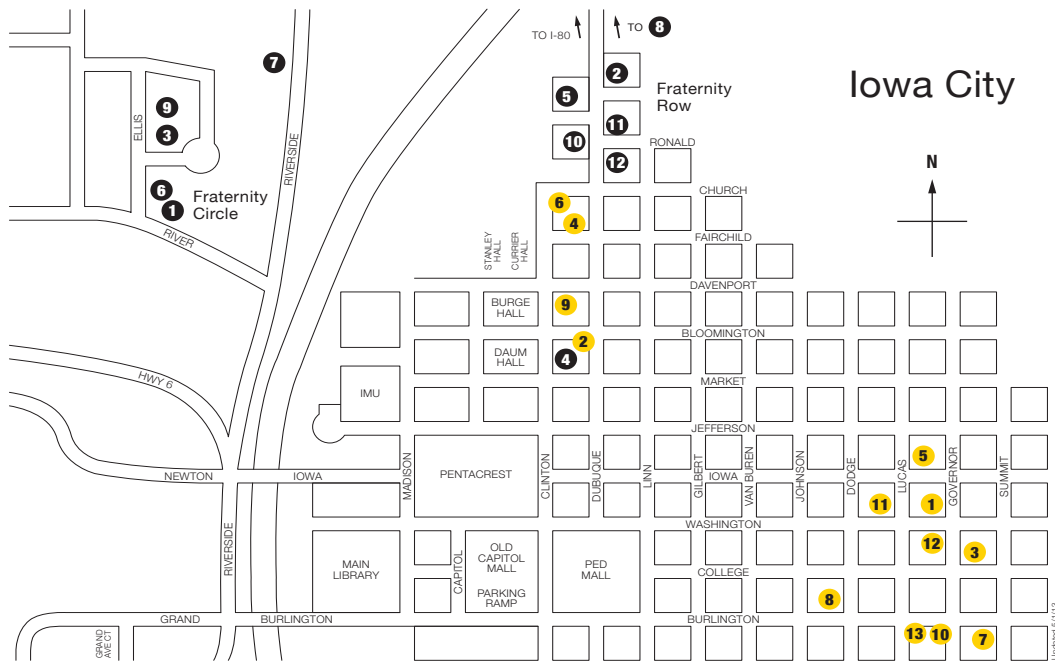 Iowa City
N
TO I-80
TO 8
7
2
5
Fraternity
Row
9
11
3
10
ELLIS
RIVERSIDE
RONALD
12
6
Fraternity
Circle
1
CHURCH
6
4
RIVER
FAIRCHILD
STANLEY
HALL
CURRIER
HALL
DAVENPORT
BURGE
HALL
9
BLOOMINGTON
2
DAUM
HALL
4
HWY 6
MARKET
IMU
JEFFERSON
5
NEWTON
IOWA
MADISON
PENTACREST
CLINTON
DUBUQUE
LINN
GILBERT
IOWA
VAN BUREN
JOHNSON
DODGE
LUCAS
GOVERNOR
SUMMIT
11
1
WASHINGTON
RIVERSIDE
MAIN
LIBRARY
CAPITOL
OLD
CAPITOL
MALL
PARKING
RAMP
PED
MALL
12
3
COLLEGE
8
GRAND
BURLINGTON
BURLINGTON
GRAND
AVE CT
13
10
7
Updated 6/1/13